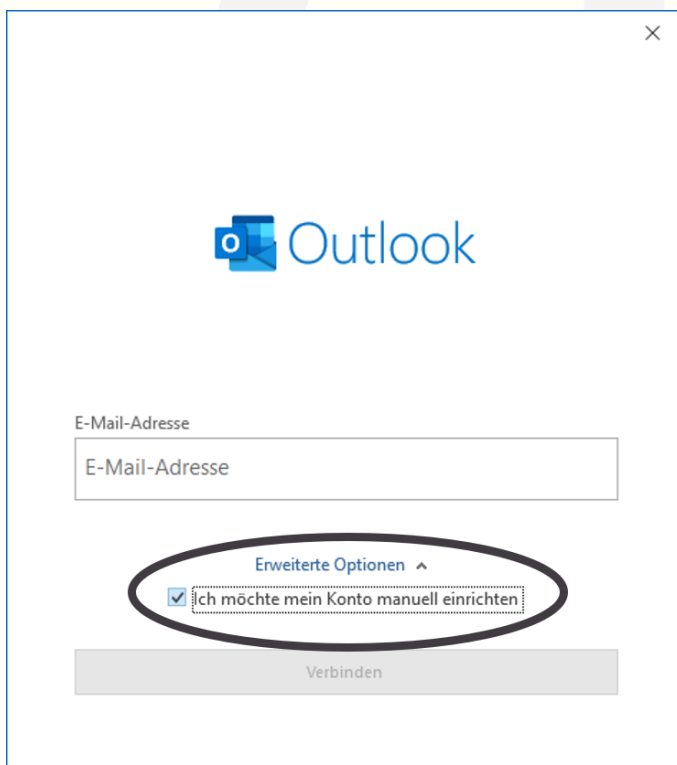 Outlook
E-Mail-Adresse
E-Mail-Adresse
Erweiterte Optionen
Ich möchte mein Konto manuell einrichten
Verbinden